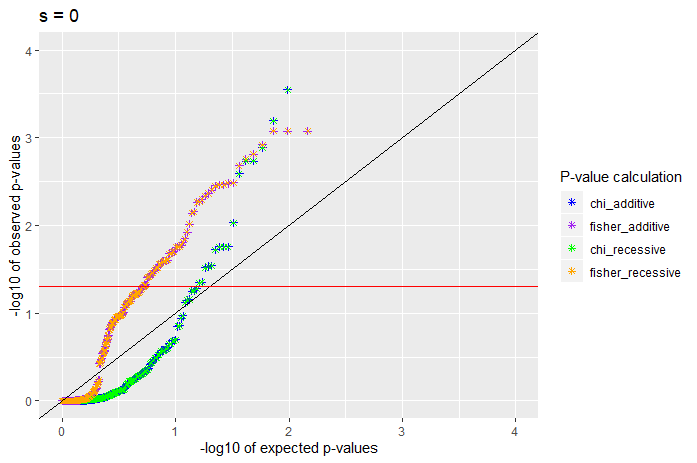 s = 0
-log10 of observed p-values
4
3
2
1
0
0
1
2
3
4
-log10 of expected p-values
P-value calculation
chi_additive
fisher_additive
chi_recessive
fisher_recessive